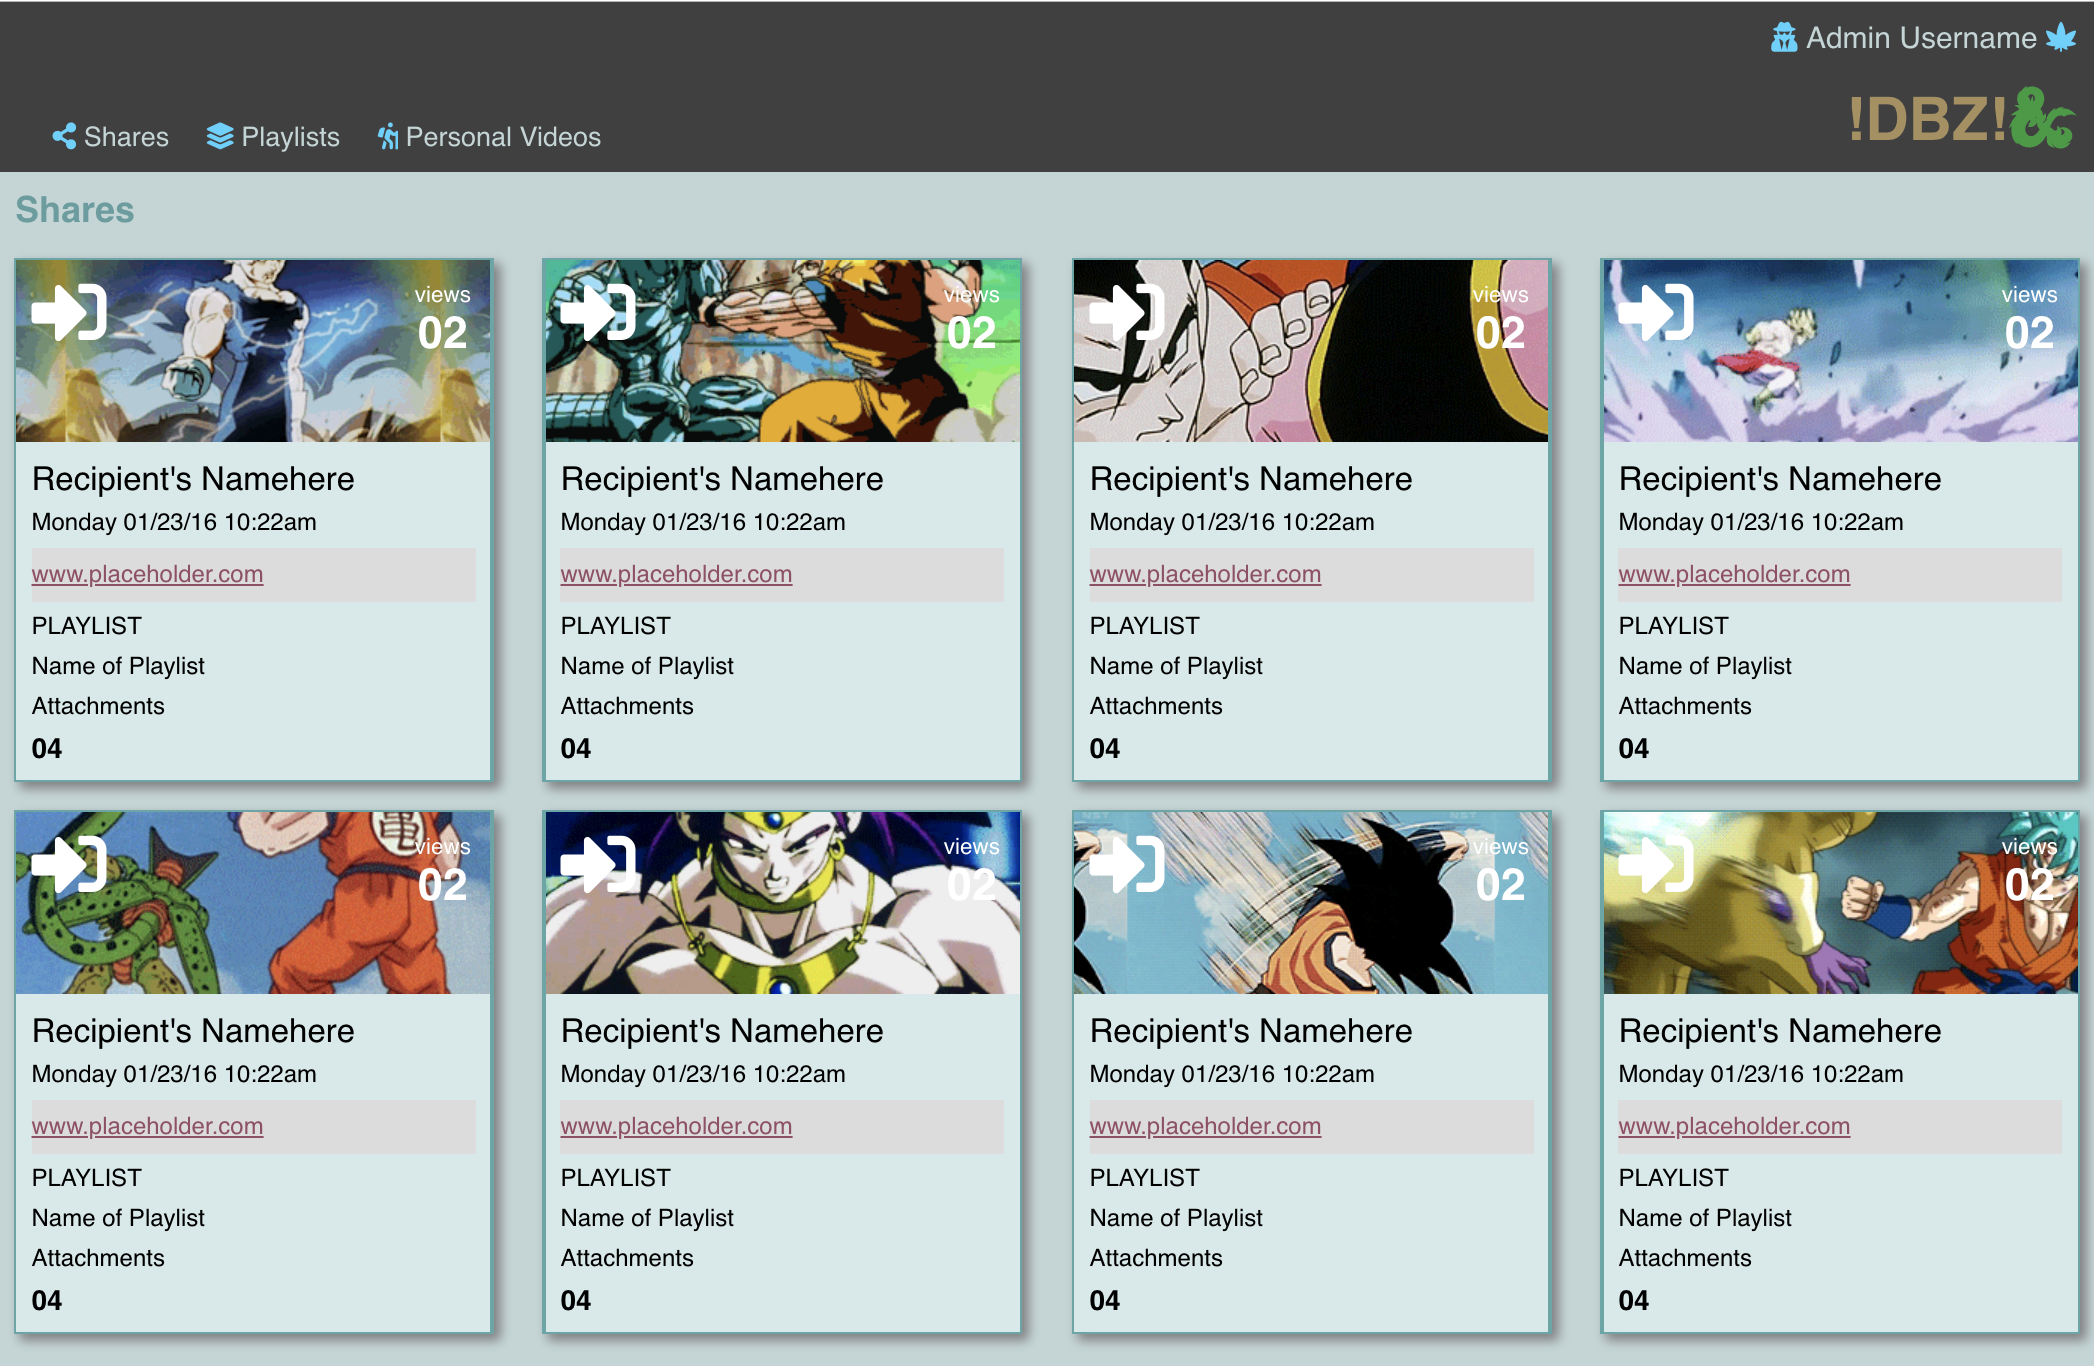 Admin Username
Shares
Playlists
Personal Videos
!DBZ!&
Shares
views
02
Recipient's Namehere
Monday 01/23/16 10:22am
www.placeholder.com
PLAYLIST
Name of Playlist
Attachments
04
views
02
Recipient's Namehere
Monday 01/23/16 10:22am
www.placeholder.com
PLAYLIST
Name of Playlist
Attachments
04
views
02
Recipient's Namehere
Monday 01/23/16 10:22am
www.placeholder.com
PLAYLIST
Name of Playlist
Attachments
04
views
02
Recipient's Namehere
Monday 01/23/16 10:22am
www.placeholder.com
PLAYLIST
Name of Playlist
Attachments
04
亀
views
02
Recipient's Namehere
Monday 01/23/16 10:22am
www.placeholder.com
PLAYLIST
Name of Playlist
Attachments
04
views
02
Recipient's Namehere
Monday 01/23/16 10:22am
www.placeholder.com
PLAYLIST
Name of Playlist
Attachments
04
views
02
Recipient's Namehere
Monday 01/23/16 10:22am
www.placeholder.com
PLAYLIST
Name of Playlist
Attachments
04
views
02
Recipient's Namehere
Monday 01/23/16 10:22am
www.placeholder.com
PLAYLIST
Name of Playlist
Attachments
04